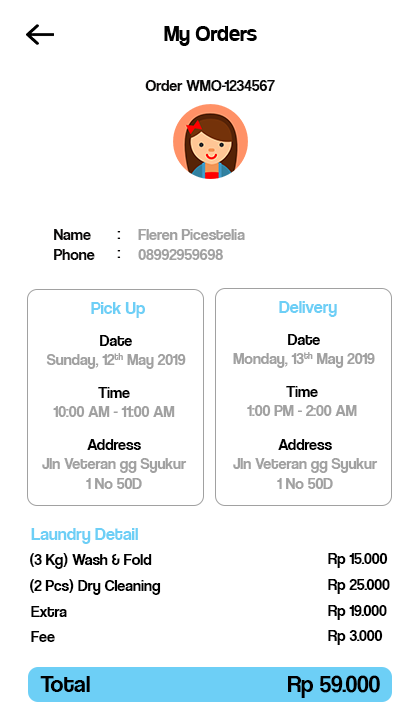 My Orders
Order WMO-1234567
Name : Fleren Picestelia
Phone : 08992959698
Pick Up
Date
Sunday, 12th May 2019
Time
10:00 AM - 11:00 AM
Address
Jln Veteran gg Syukur
1 No 50D
Delivery
Date
Monday, 13th May 2019
Time
1:00 PM - 2:00 AM
Address
Jln Veteran gg Syukur
1 No 50D
Laundry Detail
(3 Kg) Wash & Fold Rp 15.000
(2 Pcs) Dry Cleaning Rp 25.000
Extra Rp 19.000
Fee Rp 3.000
Total Rp 59.000